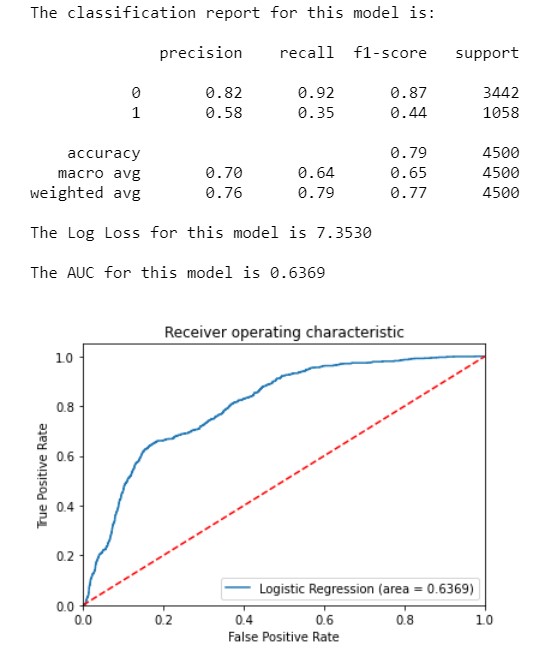 The classification report for this model is:
precision recall f1-score support
0 0.82 0.92 0.87 3442
1 0.58 0.35 0.44 1058
accuracy 0.79 4500
macro avg 0.70 0.64 0.65 4500
weighted avg 0.76 0.79 0.77 4500
The Log Loss for this model is 7.3530
The AUC for this model is 0.6369
Receiver operating characteristic
1.0
0.8
0.6
0.4
0.2
0.0
True Positive Rate
Logistic Regression (area = 0.6369)
0.0 0.2 0.4 0.6 0.8 1.0
False Positive Rate